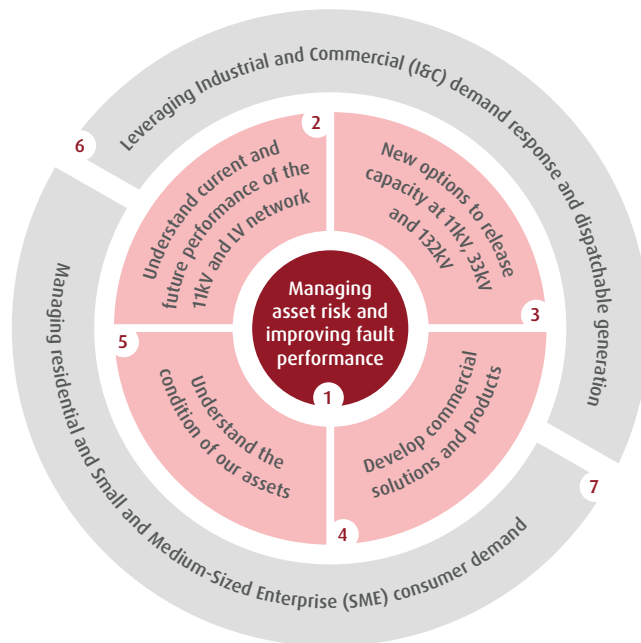 6
Leveraging Industrial and Commercial (I&C) demand response and dispatchable generation
2
Understand current and
future performance of the
11kV and LV network
New options to release
capacity at 11kV, 33kV
and 132kV
3
Managing
asset risk and
improving fault
performance
1
5
Understand the
condition of our assets
Develop commercial
solutions and products
4
7
Managing residential and Small and Medium-Sized Enterprise (SME) consumer demand